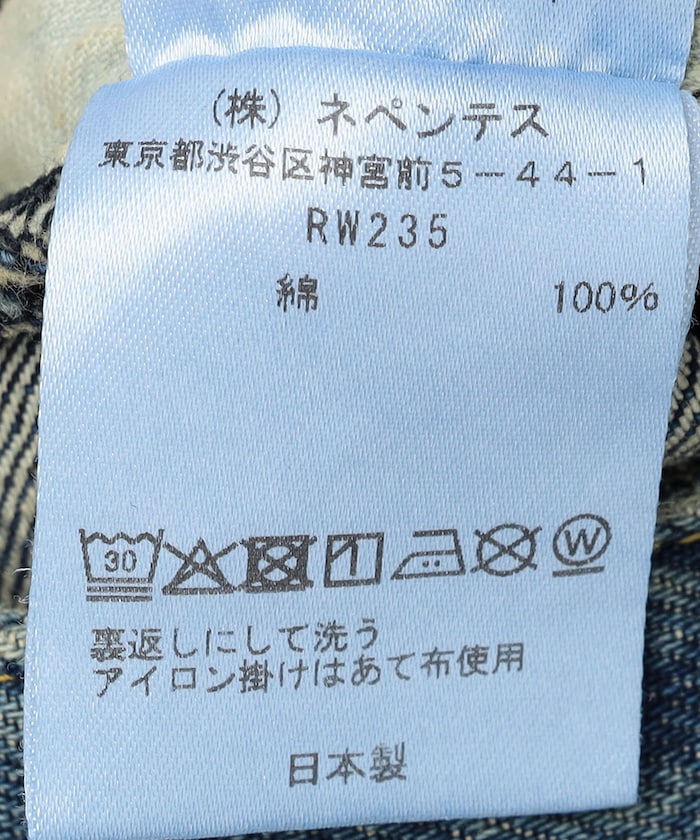 (株) ネペンテス
東京都渋谷区神宮前5-44-1
RW235
綿 100%
30
W
裏返しにして洗う
アイロン掛けはあて布使用
日本製